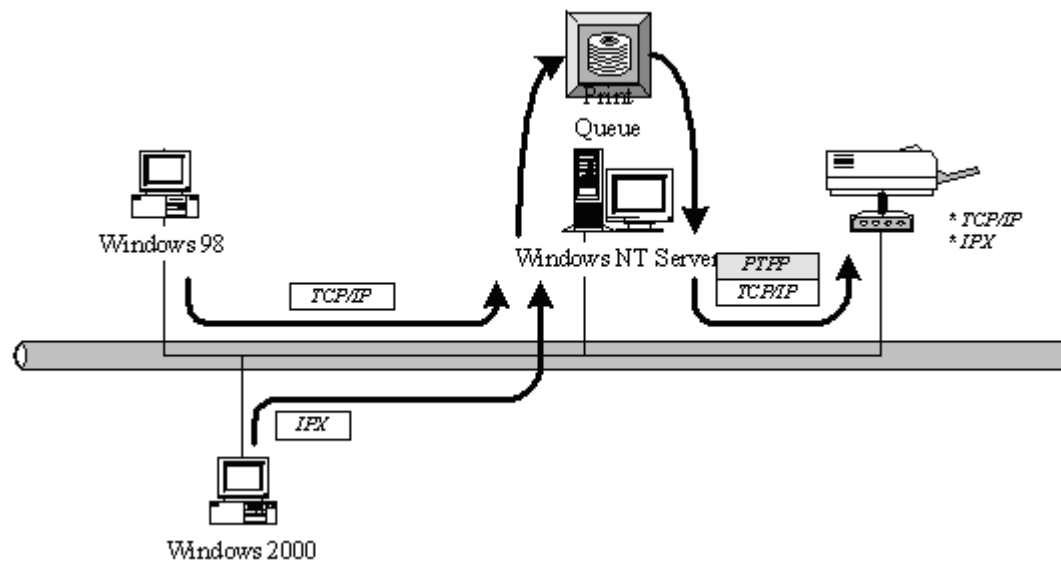 Print
Queue
Windows 98
Windows NT Server
* TCP/IP
* IPX
PTPP
TCP/IP
TCP/IP
IPX
Windows 2000